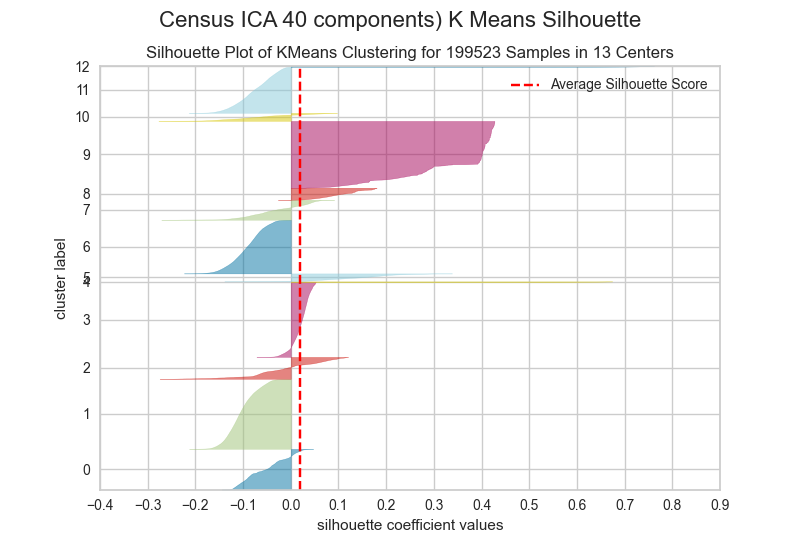 Census ICA 40 components) K Means Silhouette
Silhouette Plot of KMeans Clustering for 199523 Samples in 13 Centers
Average Silhouette Score
cluster label
12
11
10
9
8
7
6
5
4
3
2
1
0
−0.4 −0.3 −0.2 −0.1 0.0 0.1 0.2 0.3 0.4 0.5 0.6 0.7 0.8 0.9
silhouette coefficient values